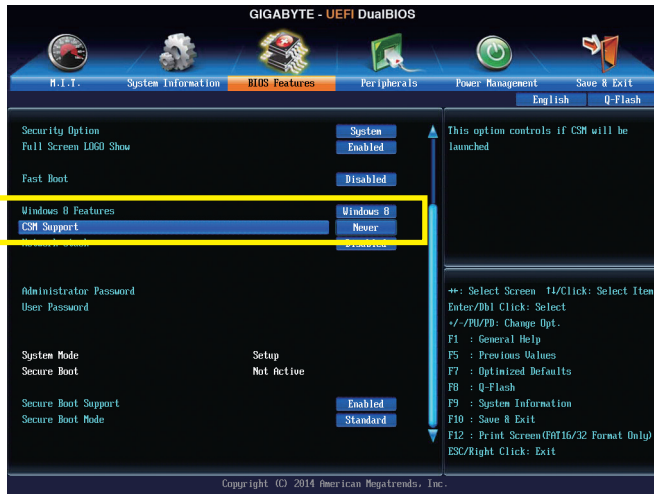 GIGABYTE - UEFI DualBIOS
M.I.T. System Information BIOS Features Peripherals Power Management Save & Exit
English Q-Flash
Security Option System
Full Screen LOGO Show Enabled
Fast Boot Disabled
Windows 8 Features Windows 8
CSM Support Never
Network Stack Disabled
Administrator Password
User Password
System Mode Setup
Secure Boot Not Active
Secure Boot Support Enabled
Secure Boot Mode Standard
This option controls if CSM will be
launched
→←: Select Screen ↑↓/Click: Select Item
Enter/Dbl Click: Select
+/-/PU/PD: Change Opt.
F1 : General Help
F5 : Previous Values
F7 : Optimized Defaults
F8 : Q-Flash
F9 : System Information
F10 : Save & Exit
F12 : Print Screen(FAT16/32 Format Only)
ESC/Right Click: Exit
Copyright (C) 2014 American Megatrends, Inc.